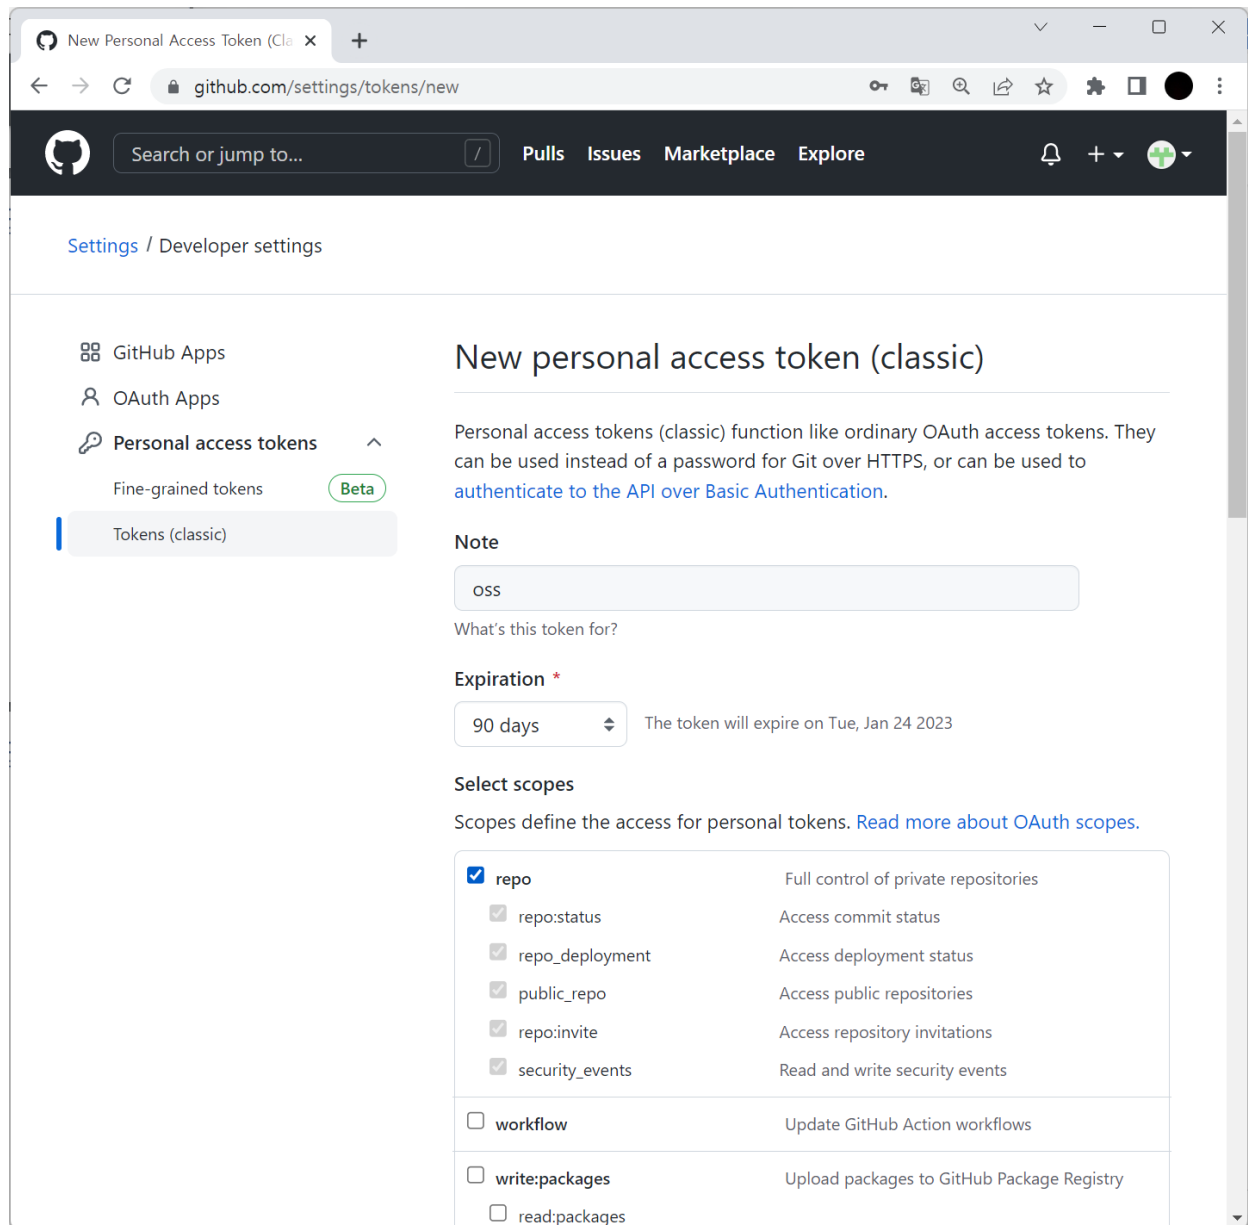 New Personal Access Token (Cla
github.com/settings/tokens/new
Search or jump to... /
Pulls Issues Marketplace Explore
Settings / Developer settings
GitHub Apps
OAuth Apps
Personal access tokens
Fine-grained tokens Beta
Tokens (classic)
New personal access token (classic)
Personal access tokens (classic) function like ordinary OAuth access tokens. They
can be used instead of a password for Git over HTTPS, or can be used to
authenticate to the API over Basic Authentication.
Note
oss
What's this token for?
Expiration *
90 days The token will expire on Tue, Jan 24 2023
Select scopes
Scopes define the access for personal tokens. Read more about OAuth scopes.
repo Full control of private repositories
repo:status Access commit status
repo_deployment Access deployment status
public_repo Access public repositories
repo:invite Access repository invitations
security_events Read and write security events
workflow Update GitHub Action workflows
write:packages Upload packages to GitHub Package Registry
read:packages